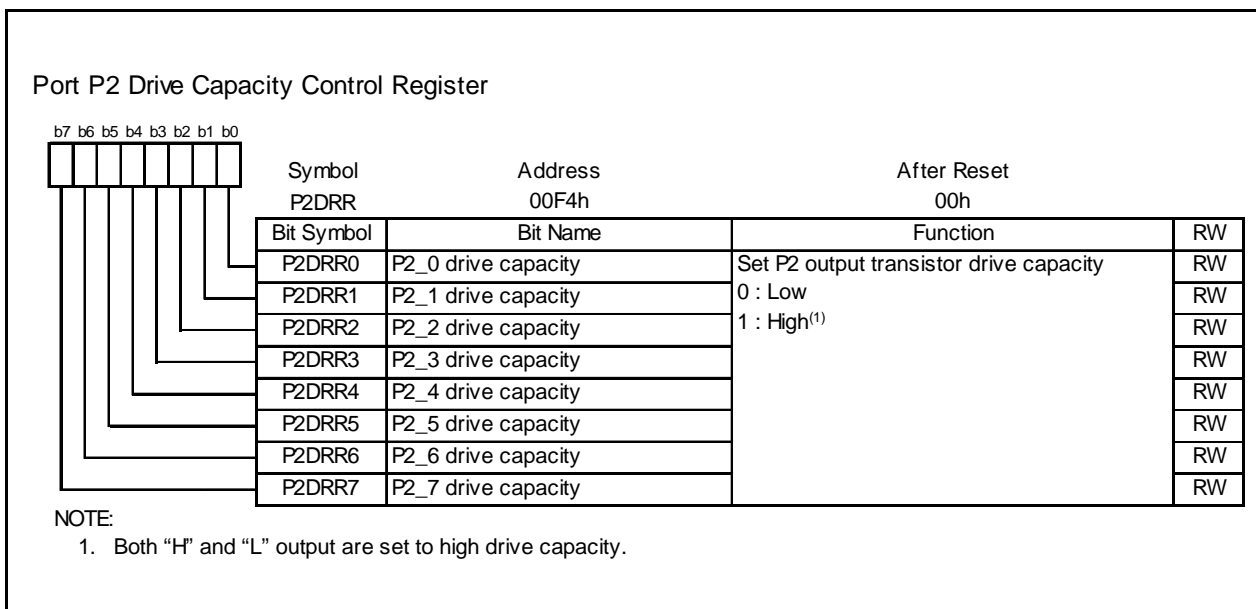 Port P2 Drive Capacity Control Register
b7 b6 b5 b4 b3 b2 b1 b0
Symbol Address After Reset
P2DRR 00F4h 00h
Bit Symbol Bit Name Function RW
P2DRR0 P2_0 drive capacity Set P2 output transistor drive capacity RW
P2DRR1 P2_1 drive capacity 0 : Low RW
P2DRR2 P2_2 drive capacity 1 : High(1) RW
P2DRR3 P2_3 drive capacity RW
P2DRR4 P2_4 drive capacity RW
P2DRR5 P2_5 drive capacity RW
P2DRR6 P2_6 drive capacity RW
P2DRR7 P2_7 drive capacity RW
NOTE:
1. Both “H” and “L” output are set to high drive capacity.